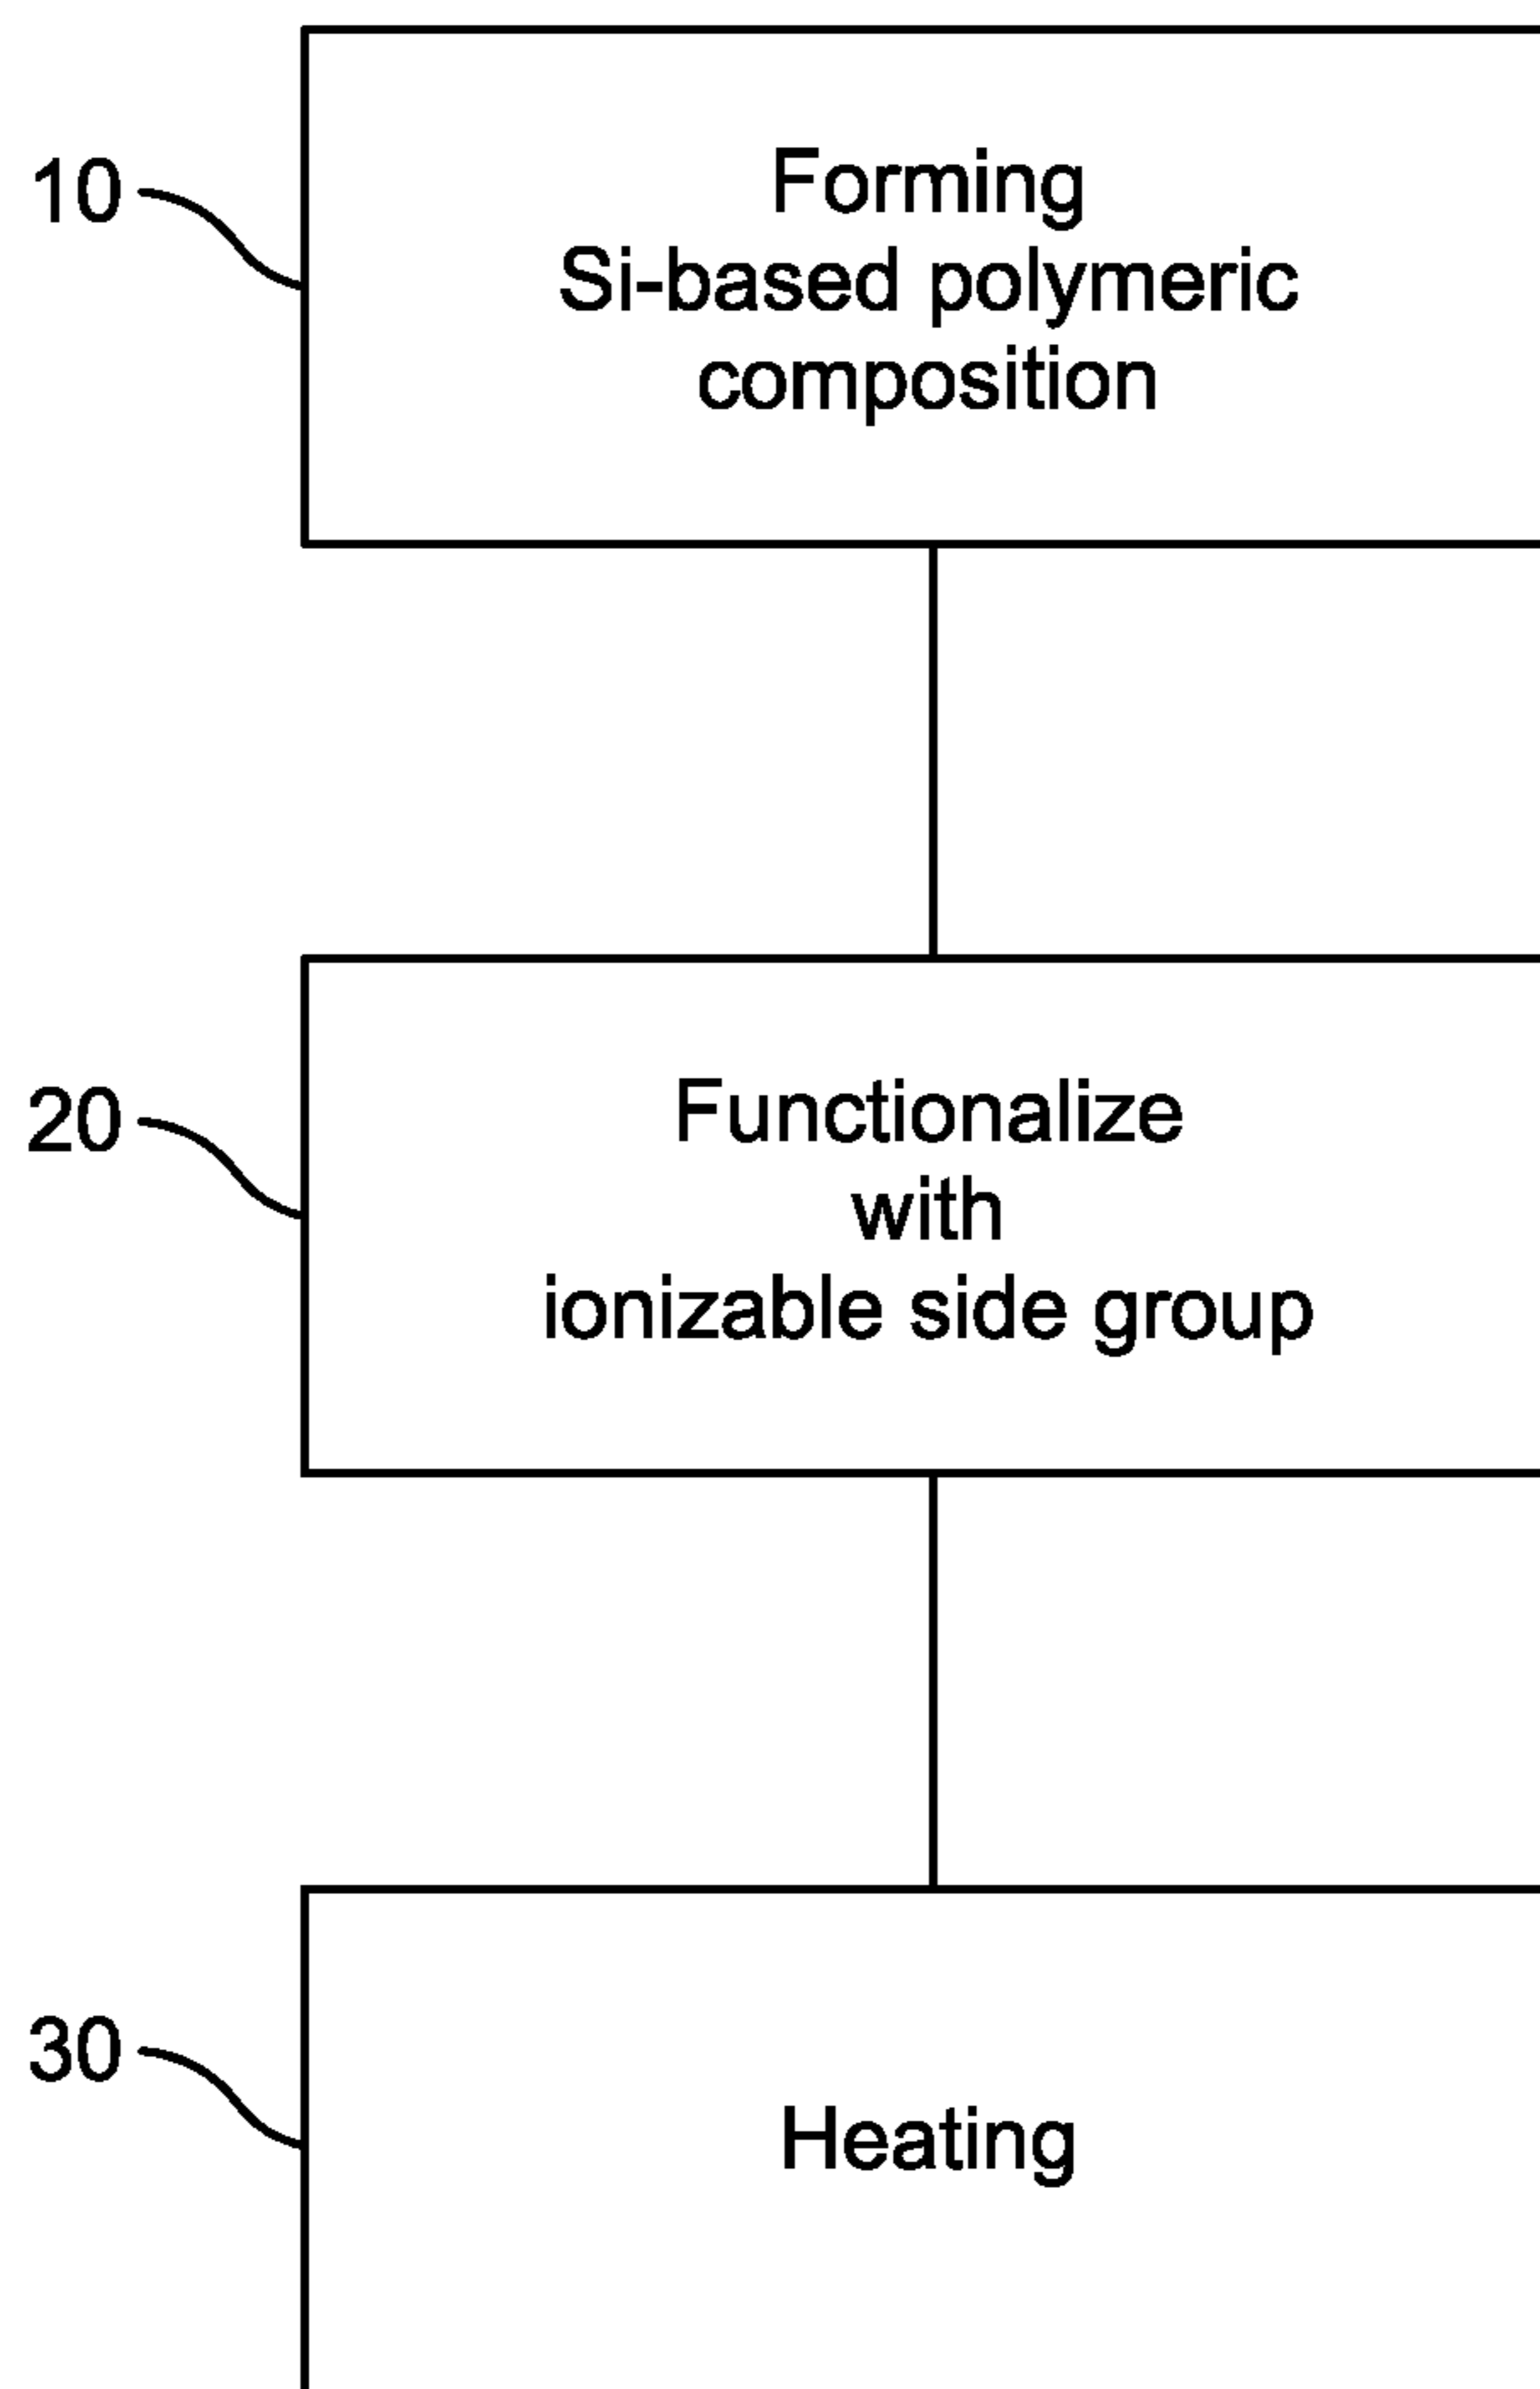 10
Forming
Si-based polymeric
composition
20
Functionalize
with
ionizable side group
30
Heating